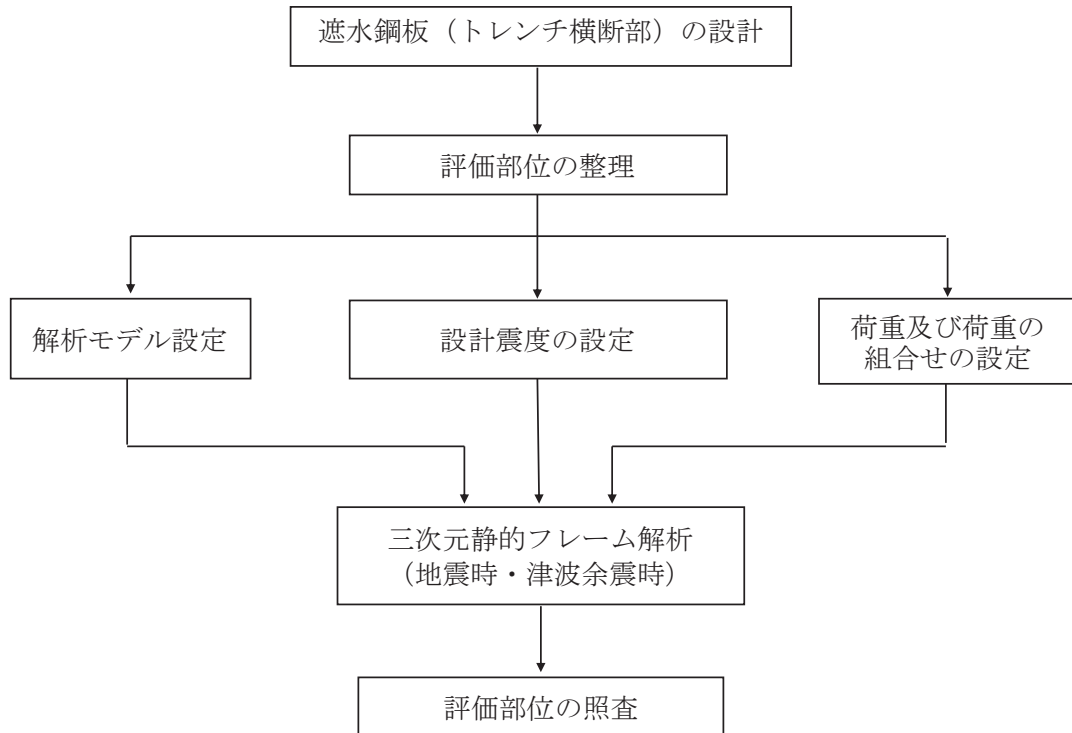 遮水鋼板（トレンチ横断部）の設計
評価部位の整理
解析モデル設定
設計震度の設定
荷重及び荷重の
組合せの設定
三次元静的フレーム解析
（地震時・津波余震時）
評価部位の照査